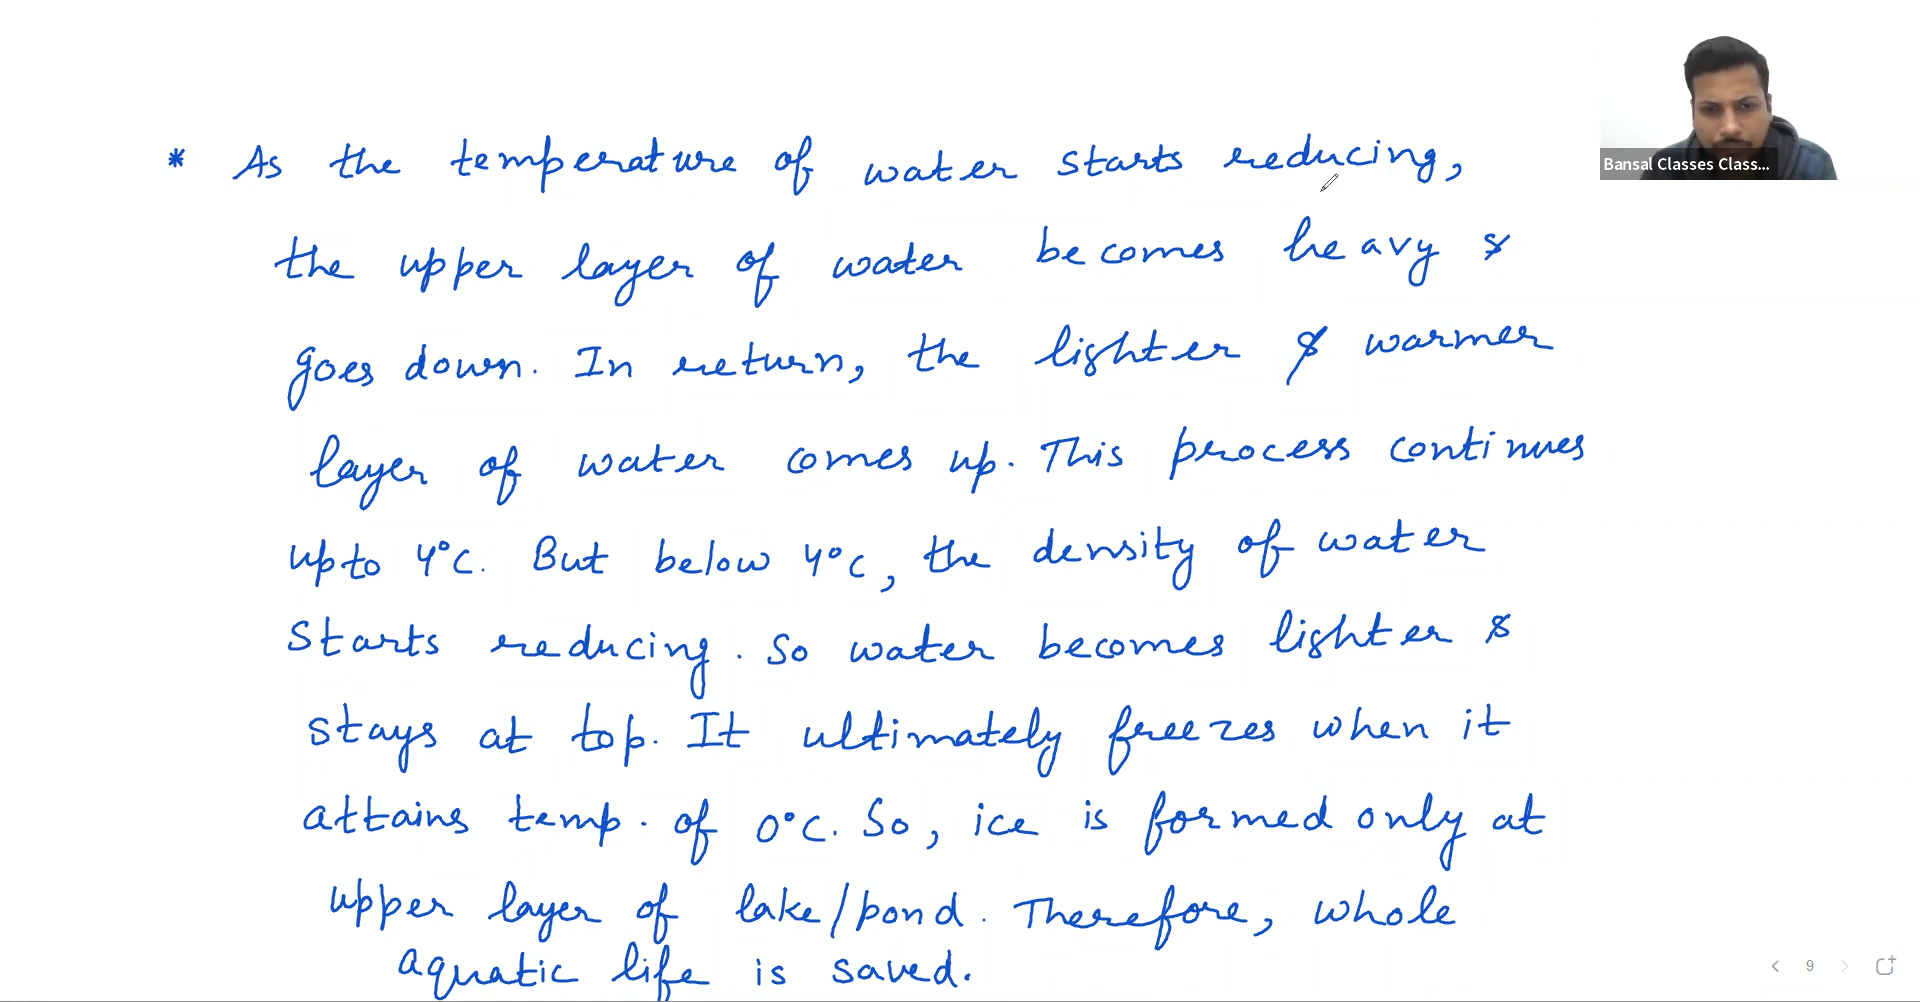 * As the temperature of water starts reducing,
Bansal Classes Class...
the upper layer of water becomes heavy &
goes down. In return, the lighter & warmer
layer of water comes up. This process continues
upto 4°C. But below 4°C, the density of water
starts reducing. So water becomes lighter &
stays at top. It ultimately freezes when it
attains temp. of 0°C. So, ice is formed only at
upper layer of lake/pond. Therefore, whole
aquatic life is saved.
9